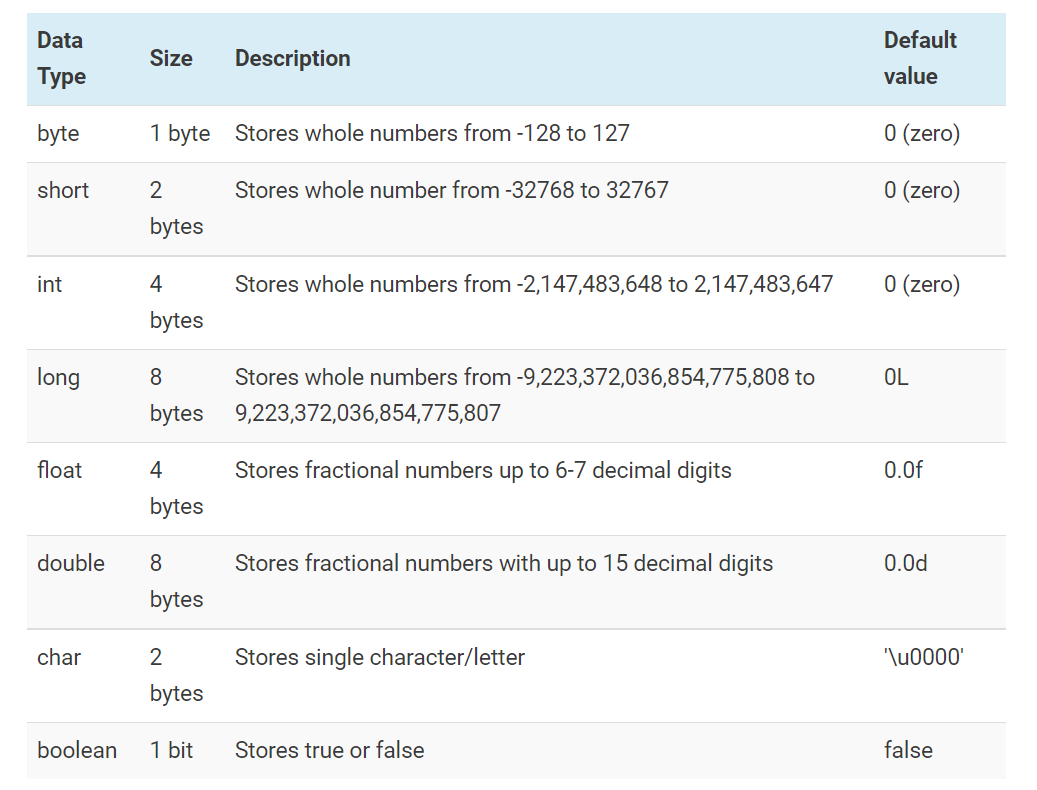 Data Type Size Description Default value
byte 1 byte Stores whole numbers from -128 to 127 0 (zero)
short 2 bytes Stores whole number from -32768 to 32767 0 (zero)
int 4 bytes Stores whole numbers from -2,147,483,648 to 2,147,483,647 0 (zero)
long 8 bytes Stores whole numbers from -9,223,372,036,854,775,808 to 9,223,372,036,854,775,807 0L
float 4 bytes Stores fractional numbers up to 6-7 decimal digits 0.0f
double 8 bytes Stores fractional numbers with up to 15 decimal digits 0.0d
char 2 bytes Stores single character/letter '\u0000'
boolean 1 bit Stores true or false false